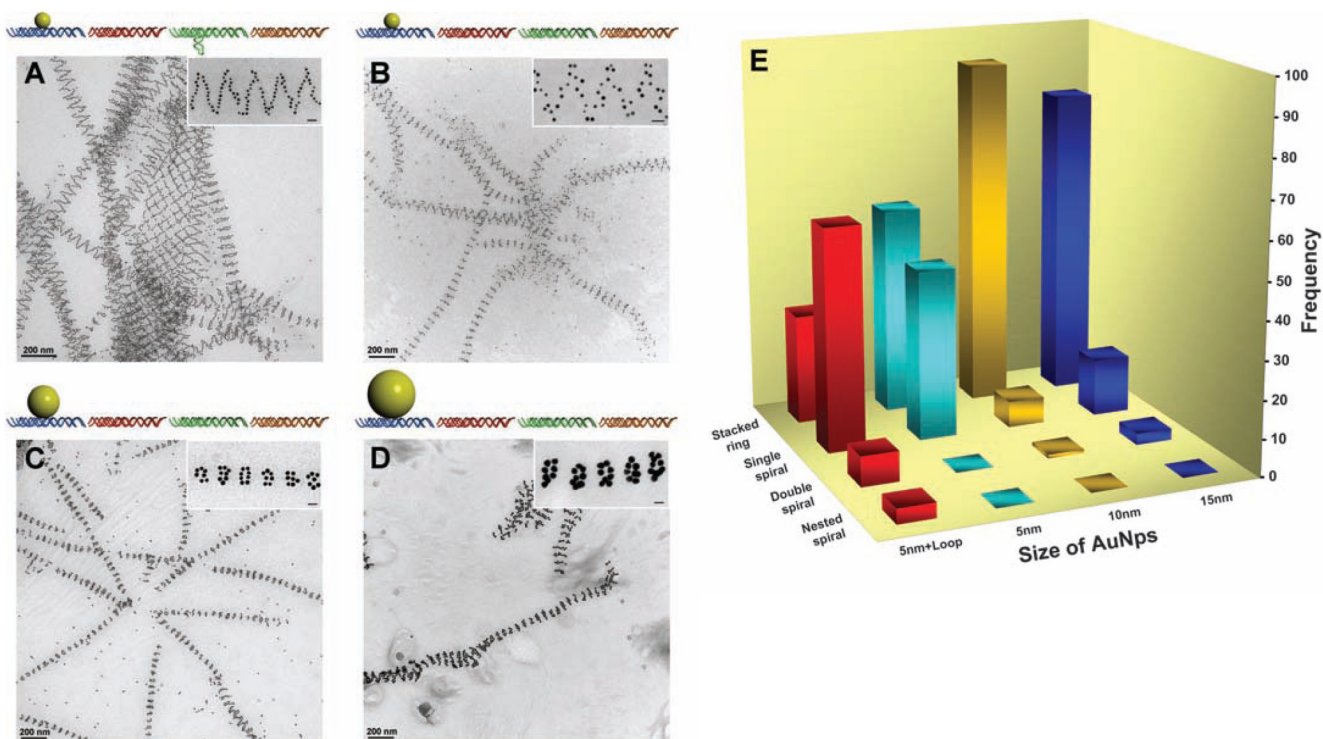 A
B
200 nm
200 nm
C
D
200 nm
200 nm
E
100
90
80
70
60
50
40
30
20
10
0
Frequency
Stacked
ring
Single
spiral
Double
spiral
Nested
spiral
5nm+Loop
5nm
10nm
15nm
Size of AuNps